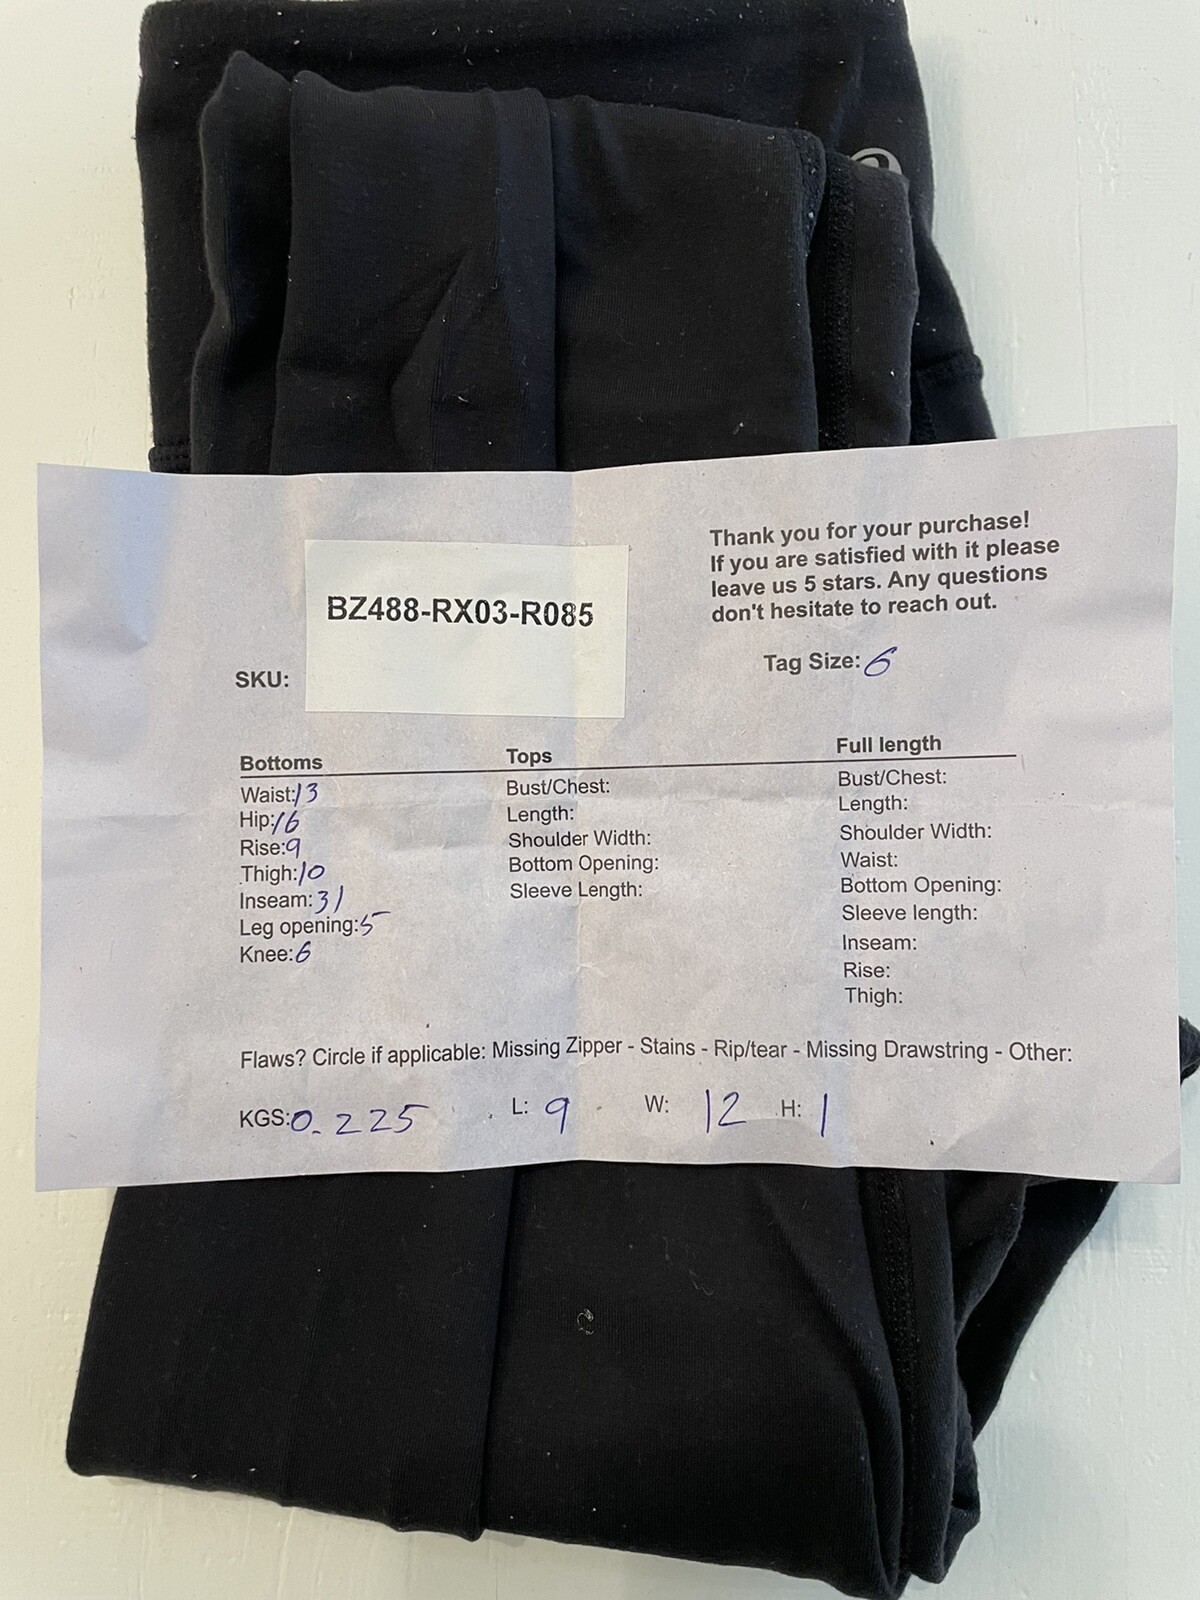 Thank you for your purchase!
If you are satisfied with it please
leave us 5 stars. Any questions
don't hesitate to reach out.
BZ488-RX03-R085
SKU:
Tag Size: 6
Bottoms
Waist: 13
Hip: 16
Rise: 9
Thigh: 10
Inseam: 31
Leg opening: 5
Knee: 6
Tops
Bust/Chest:
Length:
Shoulder Width:
Bottom Opening:
Sleeve Length:
Full length
Bust/Chest:
Length:
Shoulder Width:
Waist:
Bottom Opening:
Sleeve length:
Inseam:
Rise:
Thigh:
Flaws? Circle if applicable: Missing Zipper - Stains - Rip/tear - Missing Drawstring - Other:
KGS: 0.225 L: 9 W: 12 H: 1